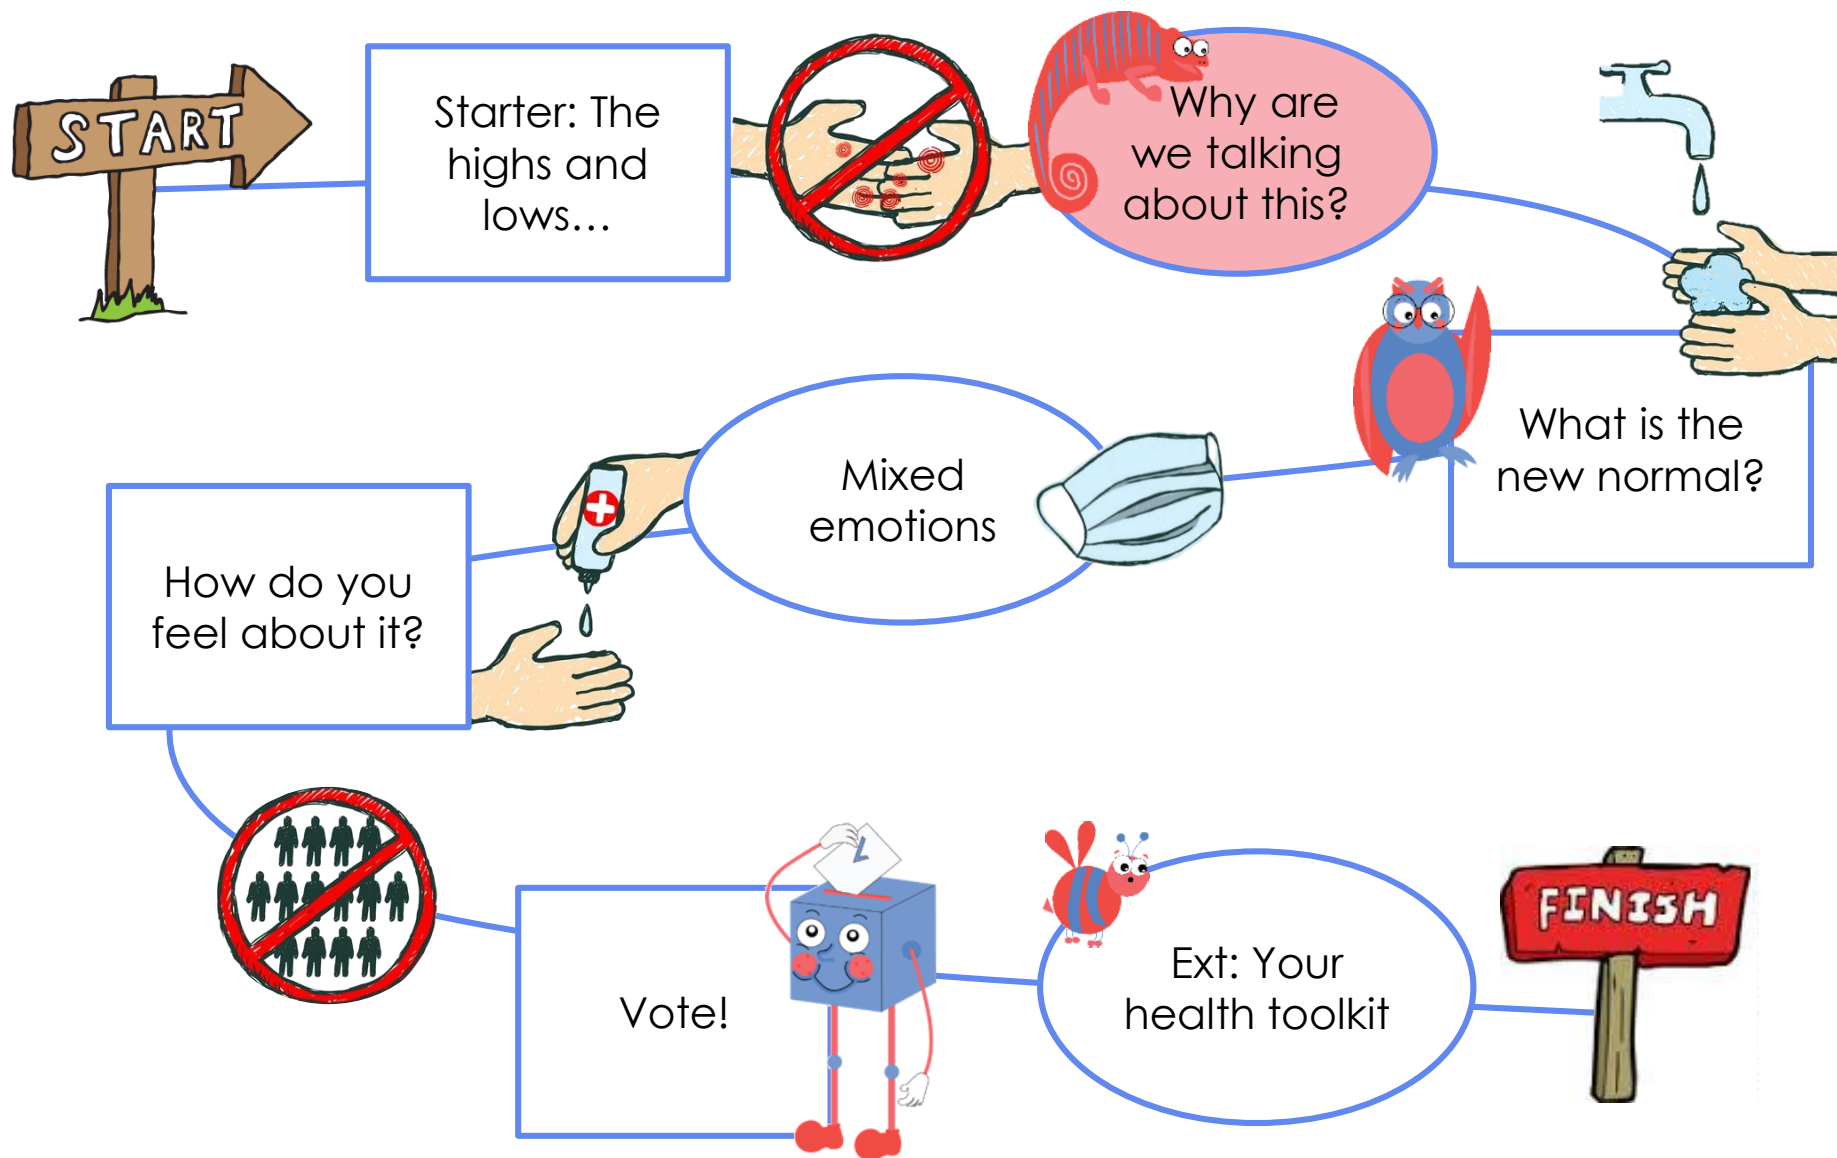 START
Starter: The
highs and
lows...
Why are
we talking
about this?
What is the
new normal?
Mixed
emotions
How do you
feel about it?
Vote!
Ext: Your
health toolkit
FINISH